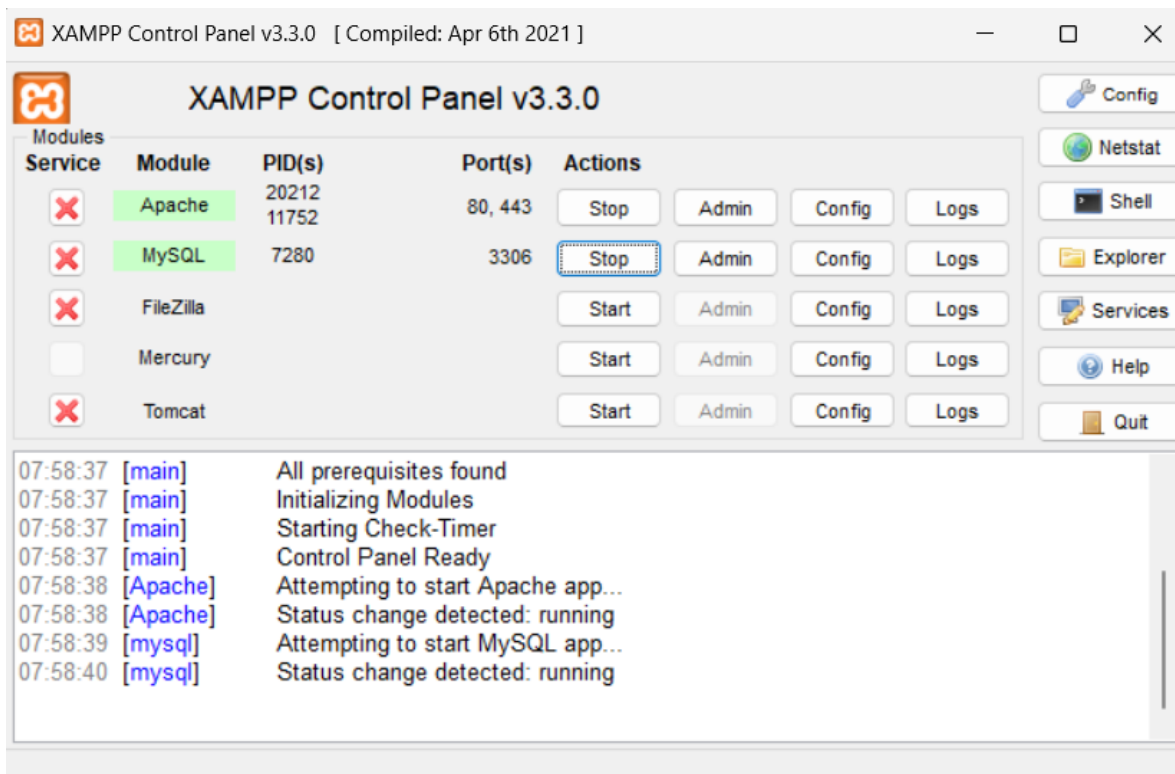 XAMPP Control Panel v3.3.0 [ Compiled: Apr 6th 2021 ]
XAMPP Control Panel v3.3.0
Config
Netstat
Shell
Explorer
Services
Help
Quit
Modules
Service Module PID(s) Port(s) Actions
Apache 20212 11752 80, 443 Stop Admin Config Logs
MySQL 7280 3306 Stop Admin Config Logs
FileZilla Start Admin Config Logs
Mercury Start Admin Config Logs
Tomcat Start Admin Config Logs
07:58:37 [main] All prerequisites found
07:58:37 [main] Initializing Modules
07:58:37 [main] Starting Check-Timer
07:58:37 [main] Control Panel Ready
07:58:38 [Apache] Attempting to start Apache app...
07:58:38 [Apache] Status change detected: running
07:58:39 [mysql] Attempting to start MySQL app...
07:58:40 [mysql] Status change detected: running